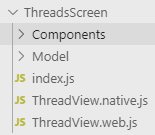 ThreadsScreen
Components
Model
JS index.js
JS ThreadView.native.js
JS ThreadView.web.js